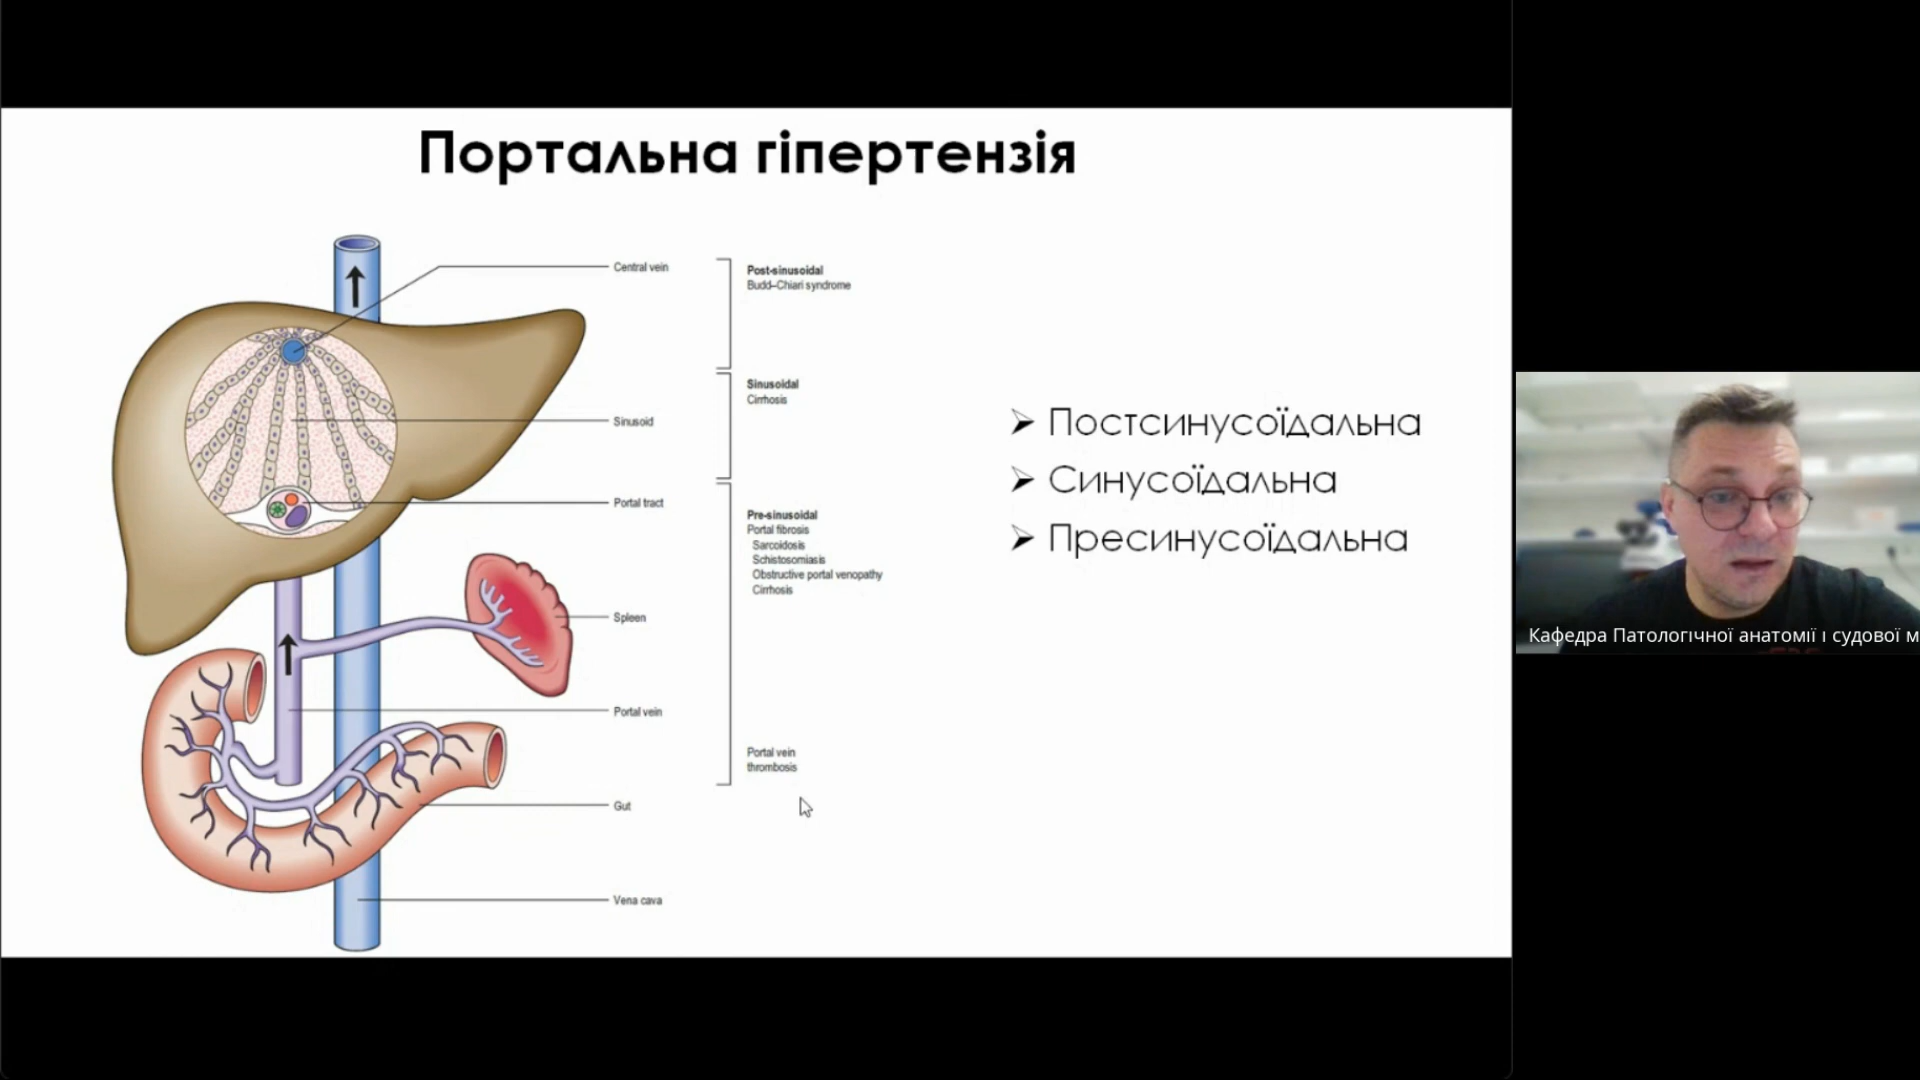 Портальна гіпертензія
Central vein
Sinusoid
Portal tract
Spleen
Portal vein
Gut
Vena cava
Post-sinusoidal
Budd–Chiari syndrome
Sinusoidal
Cirrhosis
Pre-sinusoidal
Portal fibrosis
Sarcoidosis
Schistosomiasis
Obstructive portal venopathy
Cirrhosis
Portal vein
thrombosis
Постсинусоїдальна
Синусоїдальна
Пресинусоїдальна
Кафедра Патологічної анатомії і судової м